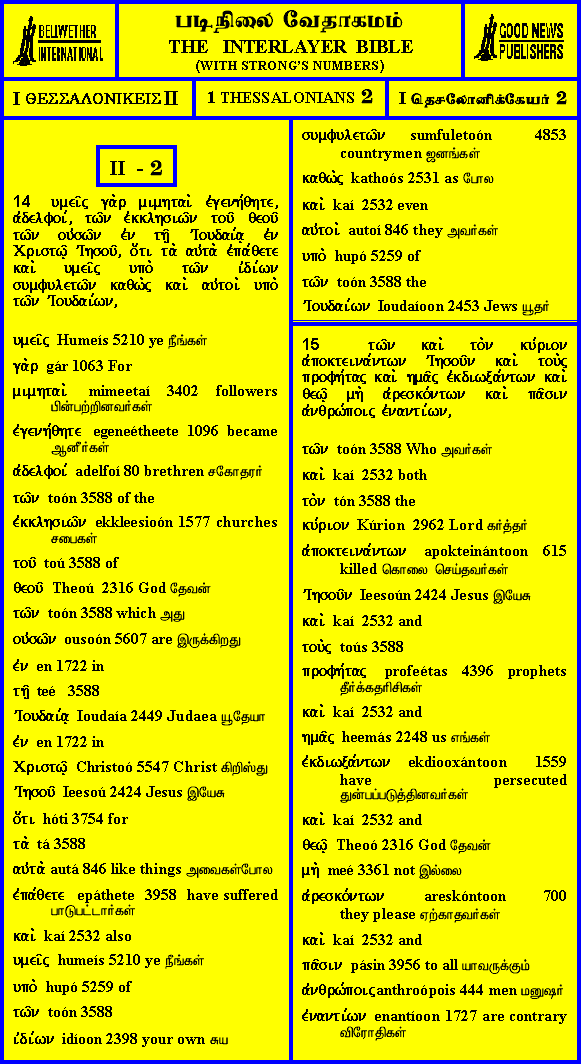 BELLWETHER
INTERNATIONAL
படிநிலை வேதாகமம்
THE INTERLAYER BIBLE
(WITH STRONG'S NUMBERS)
GOOD NEWS
PUBLISHERS
I ΘΕΣΣΑΛΟΝΙΚΕΙΣ II
1 THESSALONIANS 2
I தெசலோனிக்கேயர் 2
II - 2
14 υμεῖς γὰρ μιμηταὶ ἐγενήθητε,
ἀδελφοί, τῶν ἐκκλησιῶν τοῦ θεοῦ
τῶν οὐσῶν ἐν τῇ Ἰουδαίᾳ ἐν
Χριστῷ Ἰησοῦ, ὅτι τὰ αὐτὰ ἐπάθετε
καὶ υμεῖς υπὸ τῶν ἰδίων
συμφυλετῶν καθὼς καὶ αὐτοὶ υπὸ
τῶν Ἰουδαίων,
υμεῖς Humeís 5210 ye நீங்கள்
γὰρ gár 1063 For
μιμηταὶ mimeetaí 3402 followers
பின்பற்றினவர்கள்
ἐγενήθητε egeneétheete 1096 became
ஆனீர்கள்
ἀδελφοί adelfoí 80 brethren சகோதரர்
τῶν toón 3588 of the
ἐκκλησιῶν ekkleesioón 1577 churches
சபைகள்
τοῦ toú 3588 of
θεοῦ Theoú 2316 God தேவன்
τῶν toón 3588 which அது
οὐσῶν ousoón 5607 are இருக்கிறது
ἐν en 1722 in
τῇ teé 3588
Ἰουδαίᾳ Ioudaía 2449 Judaea யூதேயா
ἐν en 1722 in
Χριστῷ Christoó 5547 Christ கிறிஸ்து
Ἰησοῦ Ieesoú 2424 Jesus இயேசு
ὅτι hóti 3754 for
τὰ tá 3588
αὐτὰ autá 846 like things அவைகள்போல
ἐπάθετε epáthete 3958 have suffered
பாடுபட்டார்கள்
καὶ kaí 2532 also
υμεῖς humeís 5210 ye நீங்கள்
υπὸ hupó 5259 of
τῶν toón 3588
ἰδίων idíoon 2398 your own சுய
συμφυλετῶν sumfuletoón 4853
countrymen ஜனங்கள்
καθὼς kathoós 2531 as போல
καὶ kaí 2532 even
αὐτοὶ autoí 846 they அவர்கள்
υπὸ hupó 5259 of
τῶν toón 3588 the
Ἰουδαίων Ioudaíoon 2453 Jews யூதர்
15 τῶν καὶ τὸν κύριον
ἀποκτεινάντων Ἰησοῦν καὶ τοὺς
προφήτας καὶ ημᾶς ἐκδιωξάντων καὶ
θεῷ μὴ ἀρεσκόντων καὶ πᾶσιν
ἀνθρώποις ἐναντίων,
τῶν toón 3588 Who அவர்கள்
καὶ kaí 2532 both
τὸν tón 3588 the
κύριον Kúrion 2962 Lord கர்த்தர்
ἀποκτεινάντων apokteinántoon 615
killed கொலை செய்தவர்கள்
Ἰησοῦν Ieesoún 2424 Jesus இயேசு
καὶ kaí 2532 and
τοὺς toús 3588
προφήτας profeétas 4396 prophets
தீர்க்கதரிசிகள்
καὶ kaí 2532 and
ημᾶς heemás 2248 us எங்கள்
ἐκδιωξάντων ekdiooxántoon 1559
have persecuted
துன்பப்படுத்தினவர்கள்
καὶ kaí 2532 and
θεῷ Theoó 2316 God தேவன்
μὴ meé 3361 not இல்லை
ἀρεσκόντων areskóntoon 700
they please ஏற்காதவர்கள்
καὶ kaí 2532 and
πᾶσιν pásin 3956 to all யாவருக்கும்
ἀνθρώποις anthroópois 444 men மனுஷர்
ἐναντίων enantíoon 1727 are contrary
விரோதிகள்